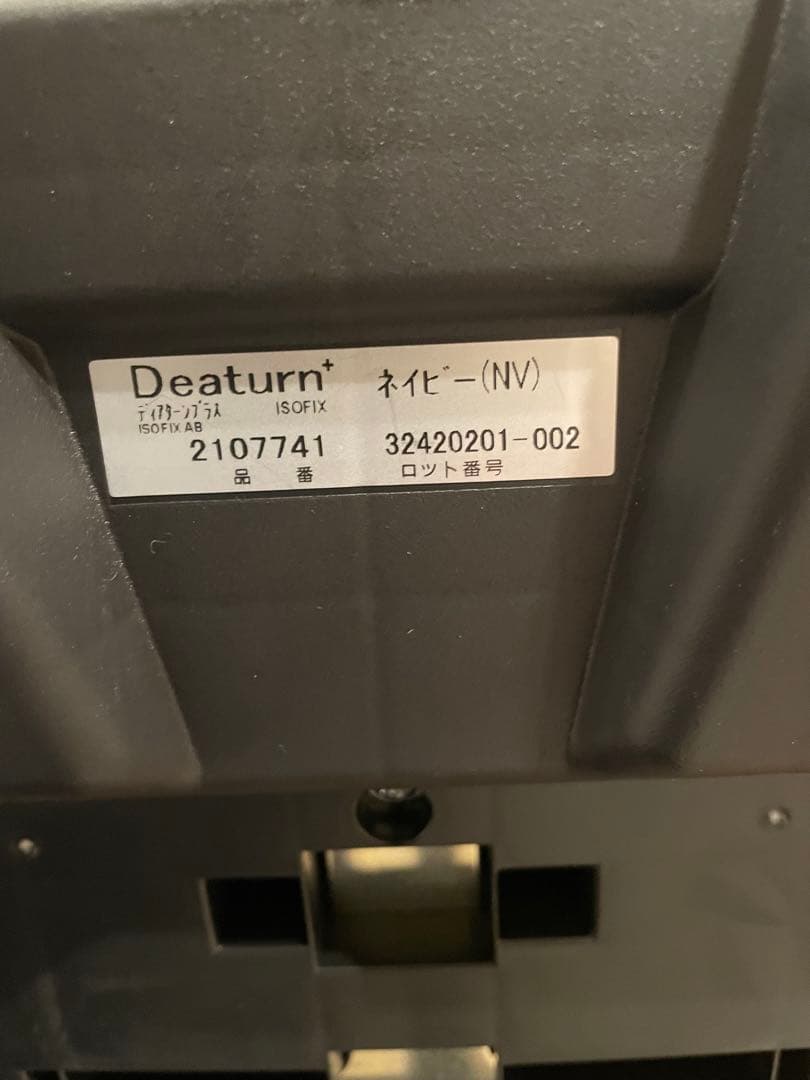 Deaturn⁺ ネイビー(NV)
ディアターンプラス ISOFIX
ISOFIX AB
2107741 32420201-002
品 番 ロット番号